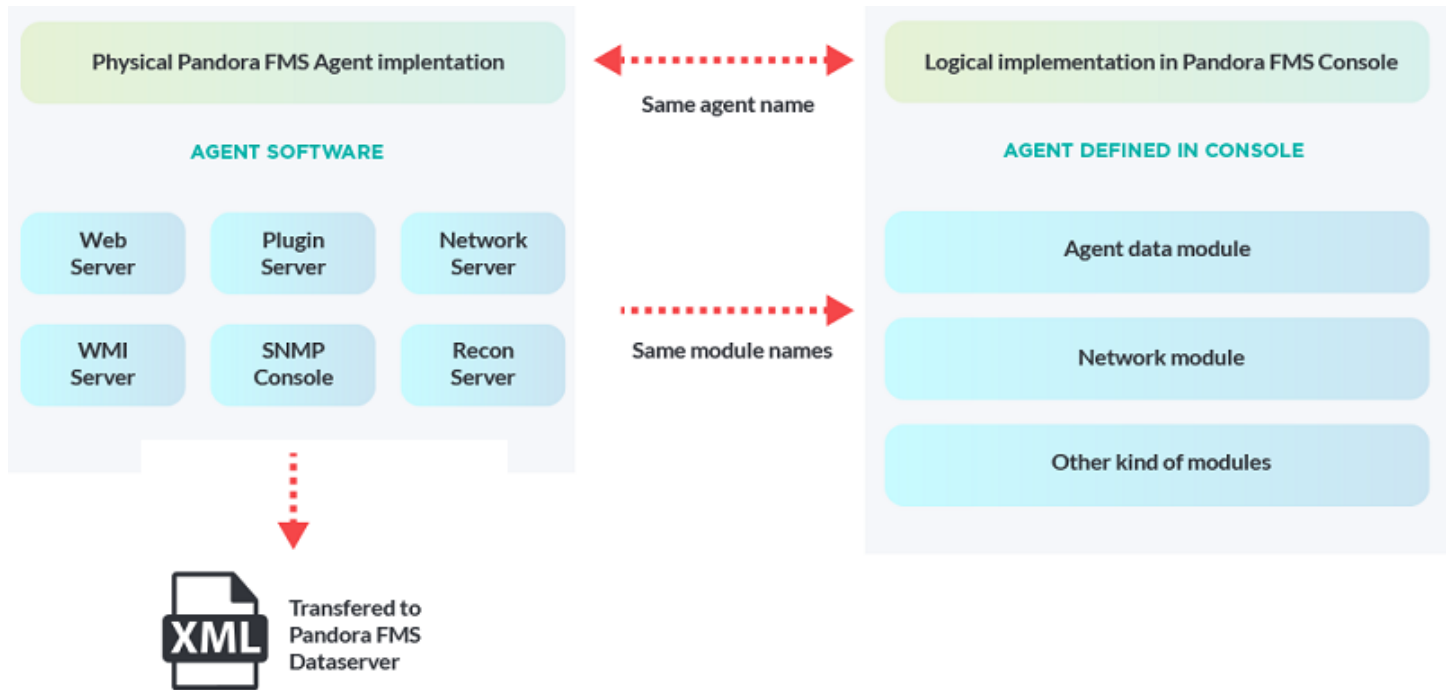 Physical Pandora FMS Agent implentation
Same agent name
Logical implementation in Pandora FMS Console
AGENT SOFTWARE
AGENT DEFINED IN CONSOLE
Web
Server
Plugin
Server
Network
Server
WMI
Server
SNMP
Console
Recon
Server
Same module names
Agent data module
Network module
Other kind of modules
XML
Transfered to
Pandora FMS
Dataserver